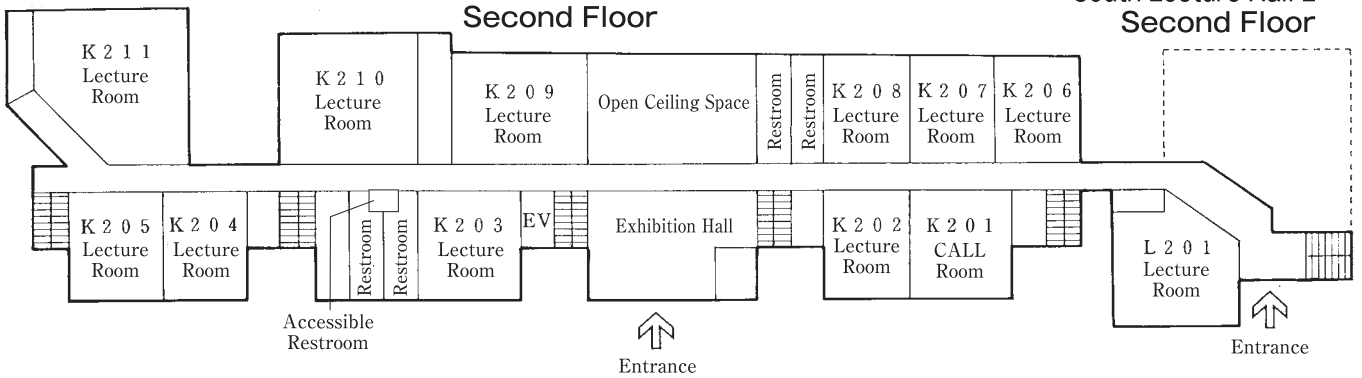 Second Floor
South Lecture Hall L
Second Floor
K211
Lecture
Room
K210
Lecture
Room
K209
Lecture
Room
Open Ceiling Space
Restroom
Restroom
K208
Lecture
Room
K207
Lecture
Room
K206
Lecture
Room
K205
Lecture
Room
K204
Lecture
Room
Restroom
Restroom
K203
Lecture
Room
EV
Exhibition Hall
K202
Lecture
Room
K201
CALL
Room
L201
Lecture
Room
Accessible
Restroom
Entrance
Entrance